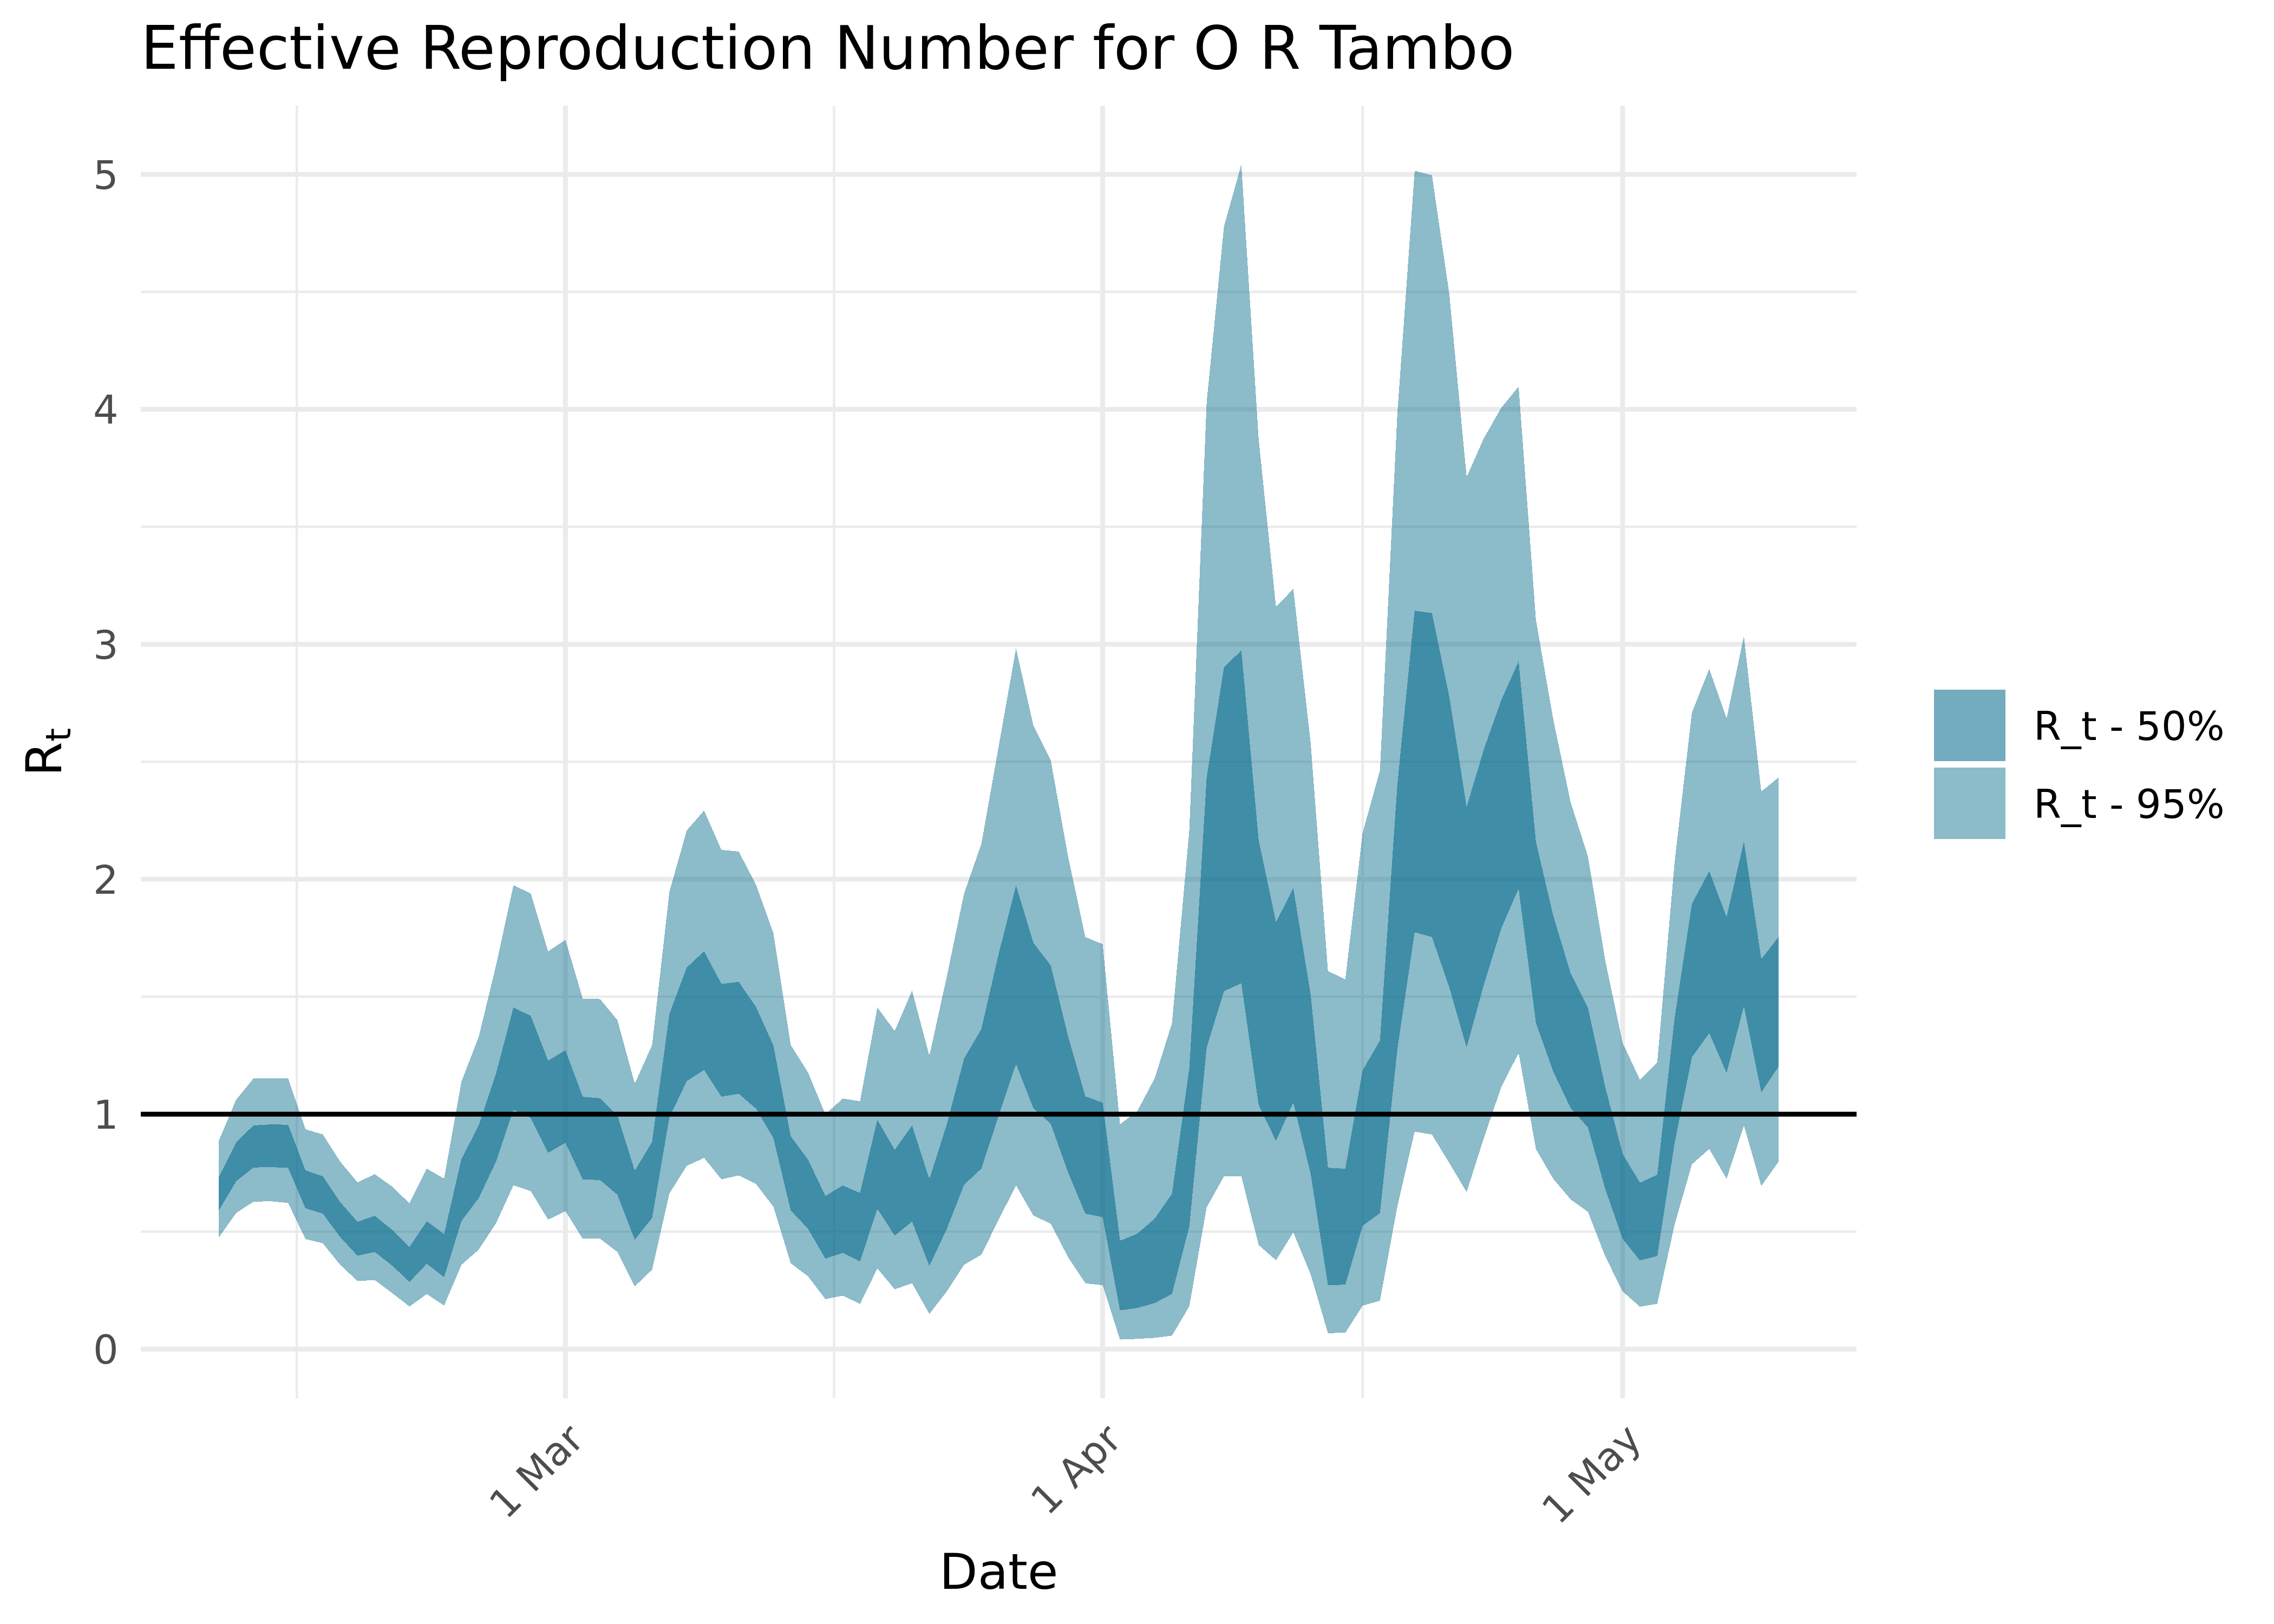 Effective Reproduction Number for O R Tambo
5
4
3
2
1
0
R_t
R_t - 50%
R_t - 95%
1 Mar
1 Apr
1 May
Date